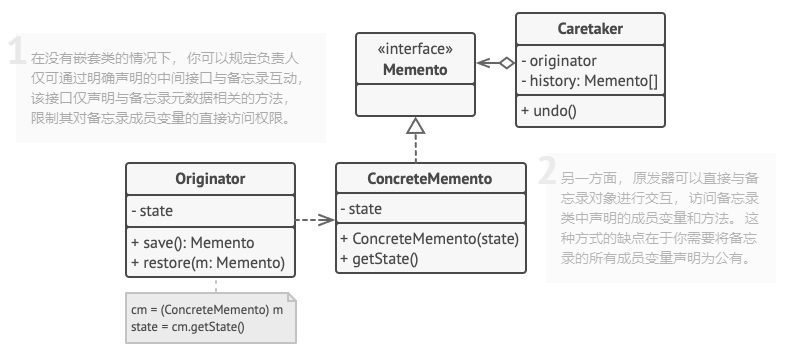 1
在没有嵌套类的情况下，你可以规定负责人
仅可通过明确声明的中间接口与备忘录互动，
该接口仅声明与备忘录元数据相关的方法，
限制其对备忘录成员变量的直接访问权限。
«interface»
Memento
Caretaker
- originator
- history: Memento[]
+ undo()
Originator
- state
+ save(): Memento
+ restore(m: Memento)
cm = (ConcreteMemento) m
state = cm.getState()
ConcreteMemento
- state
+ ConcreteMemento(state)
+ getState()
2
另一方面，原发器可以直接与备
忘录对象进行交互，访问备忘录
类中声明的成员变量和方法。这
种方式的缺点在于你需要将备忘
录的所有成员变量声明为公有。